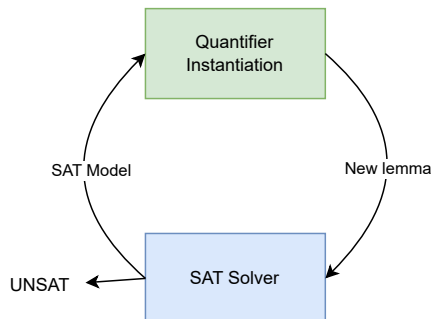 Quantifier
Instantiation
SAT Model
New lemma
SAT Solver
UNSAT